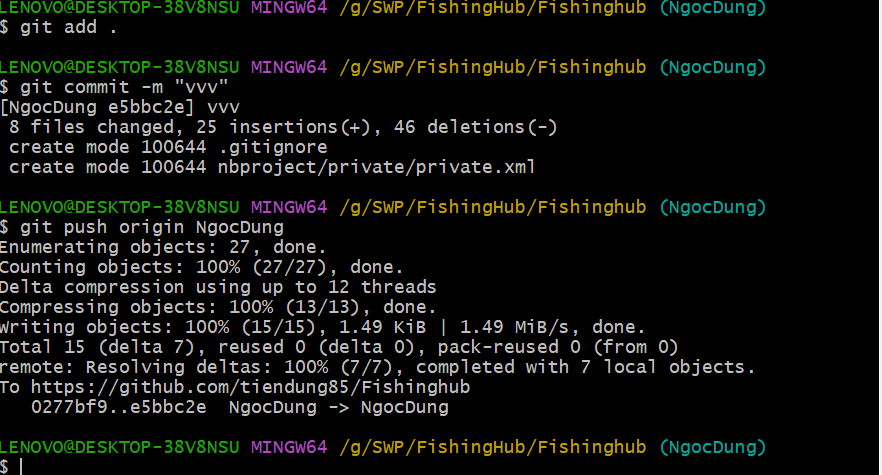 LENOVO@DESKTOP-38V8NSU MINGW64 /g/SWP/FishingHub/Fishinghub (NgocDung)
$ git add .
LENOVO@DESKTOP-38V8NSU MINGW64 /g/SWP/FishingHub/Fishinghub (NgocDung)
$ git commit -m "vvv"
[NgocDung e5bbc2e] vvv
8 files changed, 25 insertions(+), 46 deletions(-)
create mode 100644 .gitignore
create mode 100644 nbproject/private/private.xml
LENOVO@DESKTOP-38V8NSU MINGW64 /g/SWP/FishingHub/Fishinghub (NgocDung)
$ git push origin NgocDung
Enumerating objects: 27, done.
Counting objects: 100% (27/27), done.
Delta compression using up to 12 threads
Compressing objects: 100% (13/13), done.
Writing objects: 100% (15/15), 1.49 KiB | 1.49 MiB/s, done.
Total 15 (delta 7), reused 0 (delta 0), pack-reused 0 (from 0)
remote: Resolving deltas: 100% (7/7), completed with 7 local objects.
To https://github.com/tiendung85/Fishinghub
0277bf9..e5bbc2e  NgocDung -> NgocDung
LENOVO@DESKTOP-38V8NSU MINGW64 /g/SWP/FishingHub/Fishinghub (NgocDung)
$